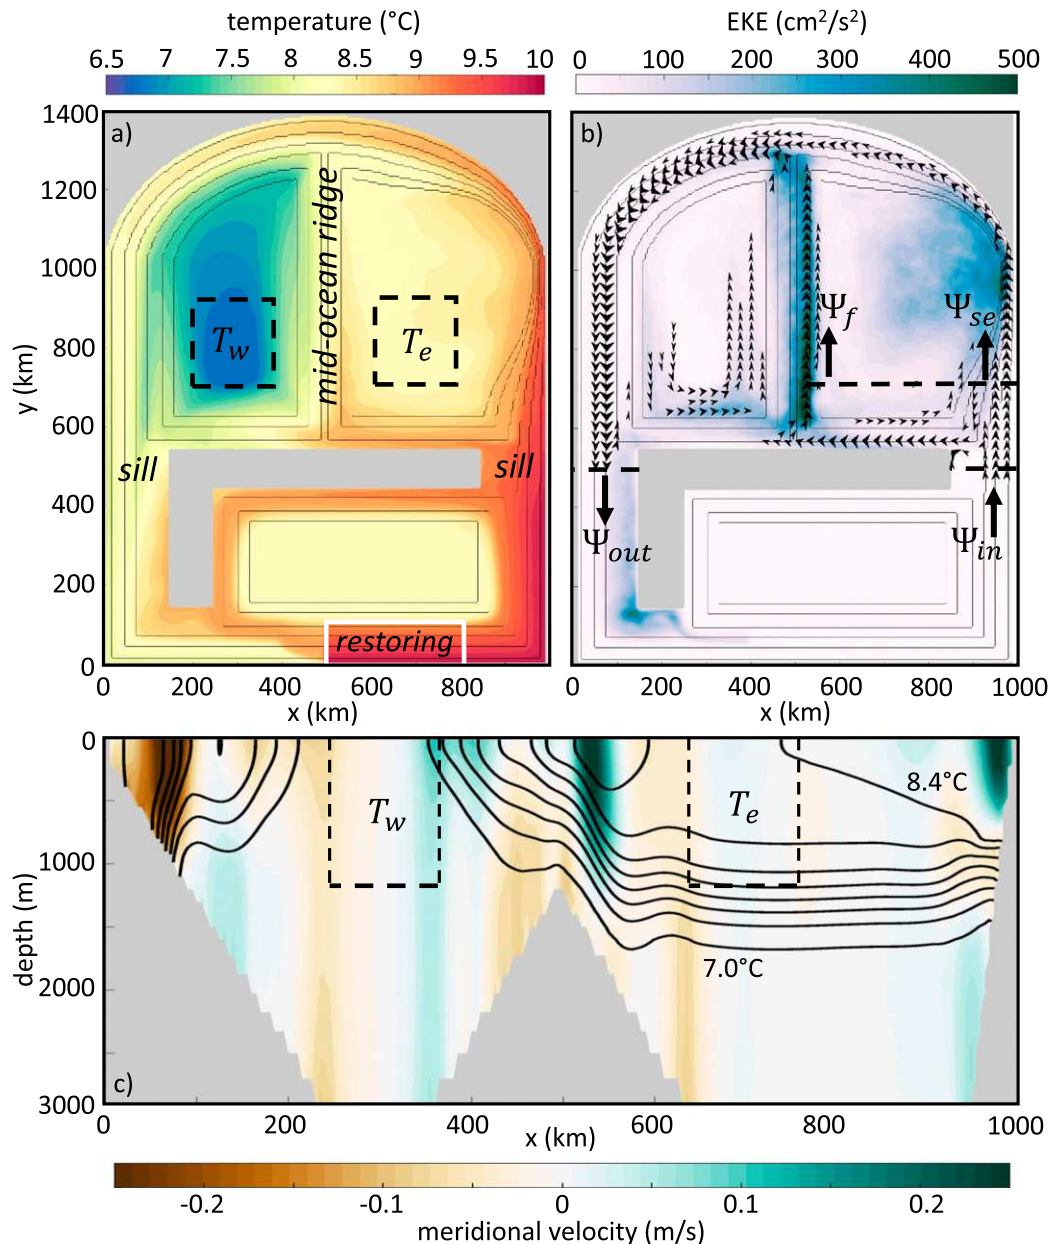 temperature (°C)
6.5 7 7.5 8 8.5 9 9.5 10
EKE (cm²/s²)
0 100 200 300 400 500
a)
1400
1200
1000
800
600
400
200
0
y (km)
T_w
T_e
mid-ocean ridge
sill
sill
restoring
0 200 400 600 800
x (km)
b)
Ψ_f
Ψ_se
Ψ_out
Ψ_in
0 200 400 600 800 1000
x (km)
0
1000
2000
3000
depth (m)
T_w
T_e
8.4°C
7.0°C
c)
0 200 400 600 800 1000
x (km)
-0.2 -0.1 0 0.1 0.2
meridional velocity (m/s)